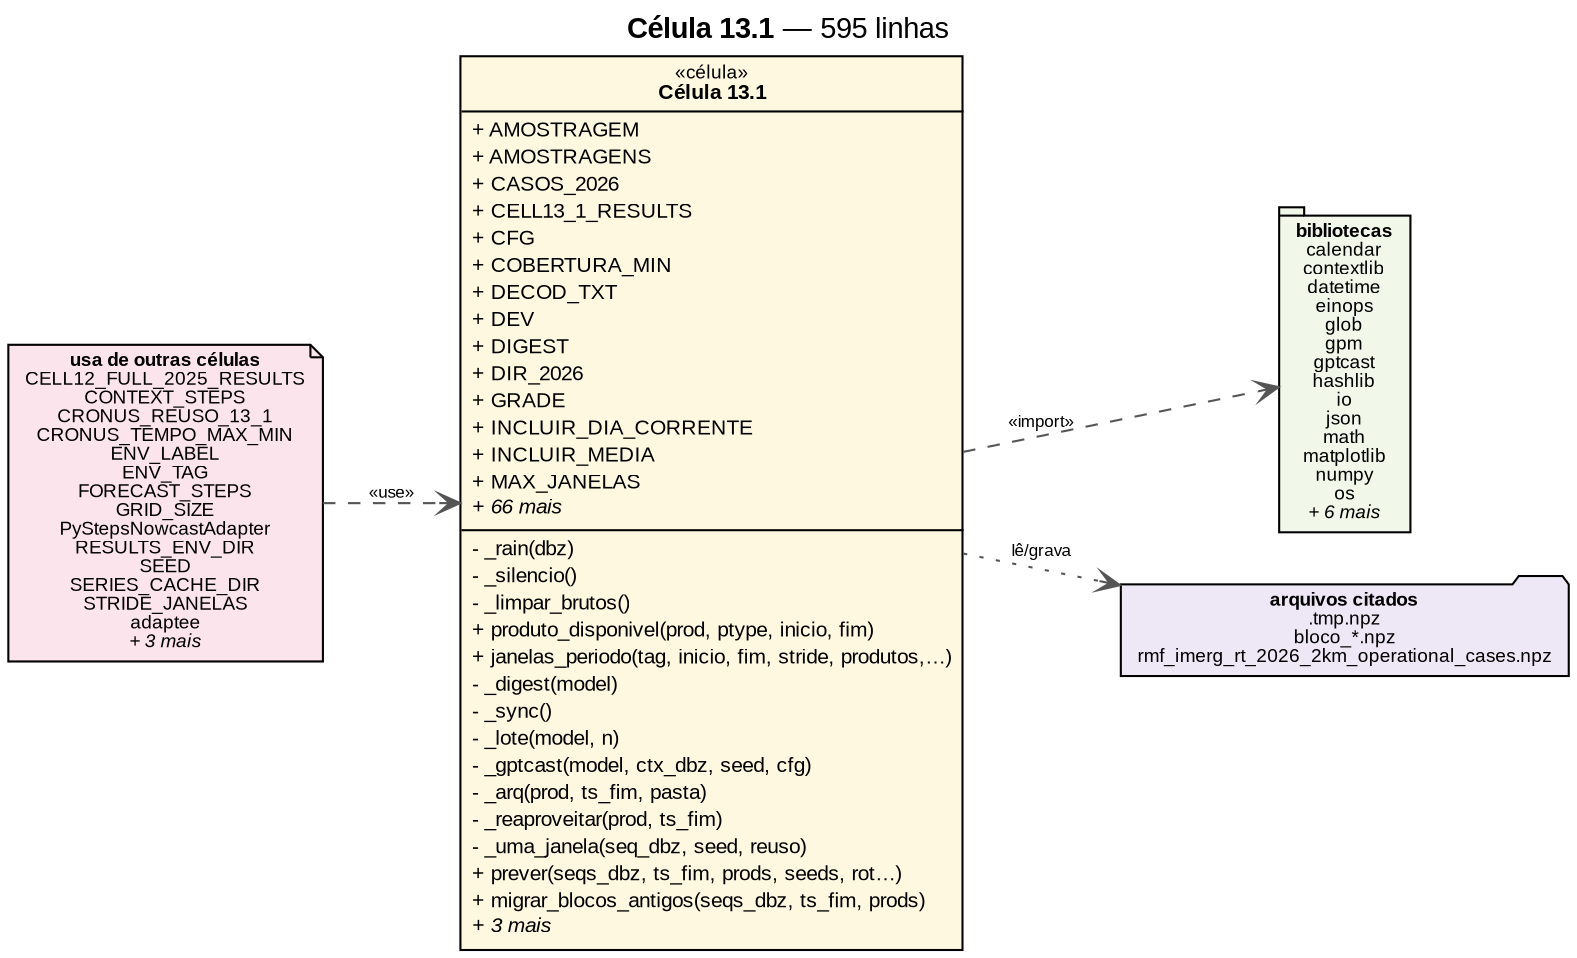 Célula 13.1 — 595 linhas
«célula»
Célula 13.1
+ AMOSTRAGEM
+ AMOSTRAGENS
+ CASOS_2026
+ CELL13_1_RESULTS
+ CFG
+ COBERTURA_MIN
+ DECOD_TXT
+ DEV
+ DIGEST
+ DIR_2026
+ GRADE
+ INCLUIR_DIA_CORRENTE
+ INCLUIR_MEDIA
+ MAX_JANELAS
+ 66 mais
- _rain(dbz)
- _silencio()
- _limpar_brutos()
+ produto_disponivel(prod, ptype, inicio, fim)
+ janelas_periodo(tag, inicio, fim, stride, produtos,…)
- _digest(model)
- _sync()
- _lote(model, n)
- _gptcast(model, ctx_dbz, seed, cfg)
- _arq(prod, ts_fim, pasta)
- _reaproveitar(prod, ts_fim)
- _uma_janela(seq_dbz, seed, reuso)
+ prever(seqs_dbz, ts_fim, prods, seeds, rot…)
+ migrar_blocos_antigos(seqs_dbz, ts_fim, prods)
+ 3 mais
usa de outras células
CELL12_FULL_2025_RESULTS
CONTEXT_STEPS
CRONUS_REUSO_13_1
CRONUS_TEMPO_MAX_MIN
ENV_LABEL
ENV_TAG
FORECAST_STEPS
GRID_SIZE
PyStepsNowcastAdapter
RESULTS_ENV_DIR
SEED
SERIES_CACHE_DIR
STRIDE_JANELAS
adaptee
+ 3 mais
«use»
«import»
bibliotecas
calendar
contextlib
datetime
einops
glob
gpm
gptcast
hashlib
io
json
math
matplotlib
numpy
os
+ 6 mais
lê/grava
arquivos citados
.tmp.npz
bloco_*.npz
rmf_imerg_rt_2026_2km_operational_cases.npz